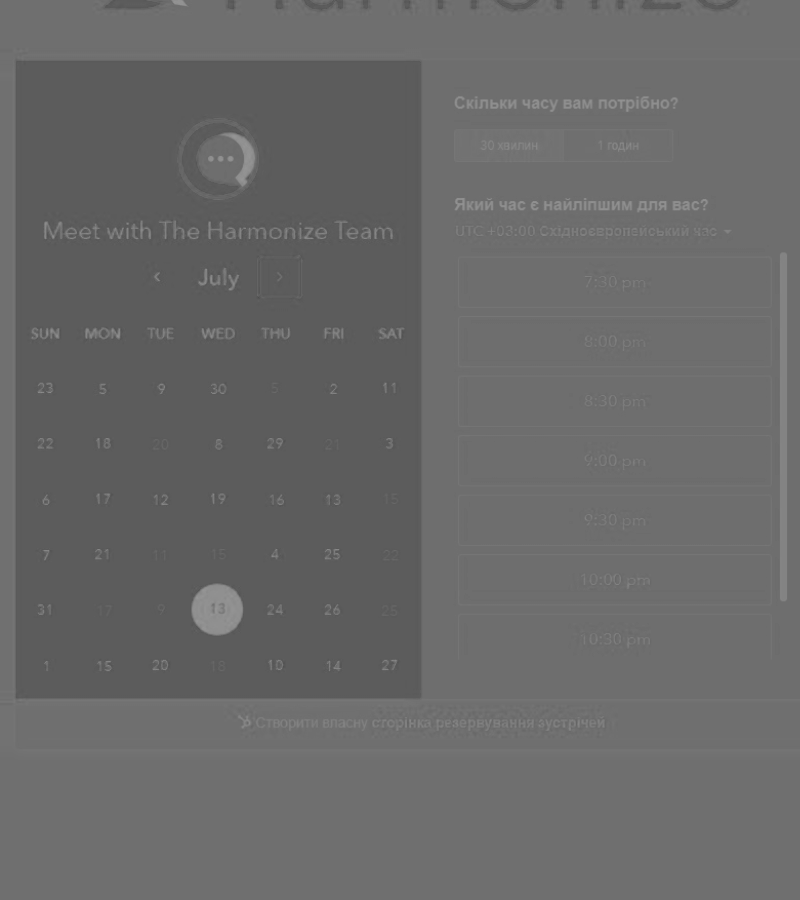 Harmonize
Meet with The Harmonize Team
July
SUN MON TUE WED THU FRI SAT
23 5 9 30 5 2 11
22 18 20 8 29 21 3
6 17 12 19 16 13 15
7 21 11 15 4 25 22
31 17 9 13 24 26 25
1 15 20 18 10 14 27
Скільки часу вам потрібно?
30 хвилин 1 годин
Який час є найліпшим для вас?
UTC +03:00 Східноєвропейський час
7:30 pm
8:00 pm
8:30 pm
9:00 pm
9:30 pm
10:00 pm
10:30 pm
Створити власну сторінка резервування зустрічей